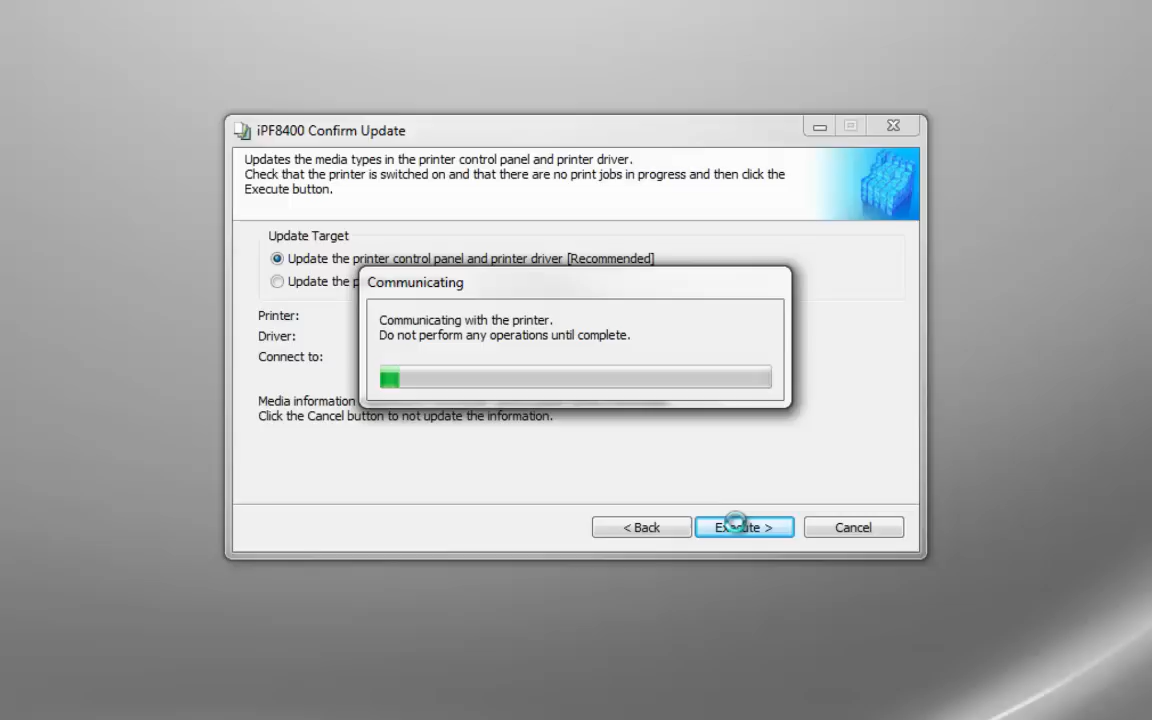 iPF8400 Confirm Update
Updates the media types in the printer control panel and printer driver.
Check that the printer is switched on and that there are no print jobs in progress and then click the
Execute button.
Update Target
Update the printer control panel and printer driver [Recommended]
Update the
Communicating
Communicating with the printer.
Do not perform any operations until complete.
Printer:
Driver:
Connect to:
Media information
Click the Cancel button to not update the information.
< Back
Execute >
Cancel